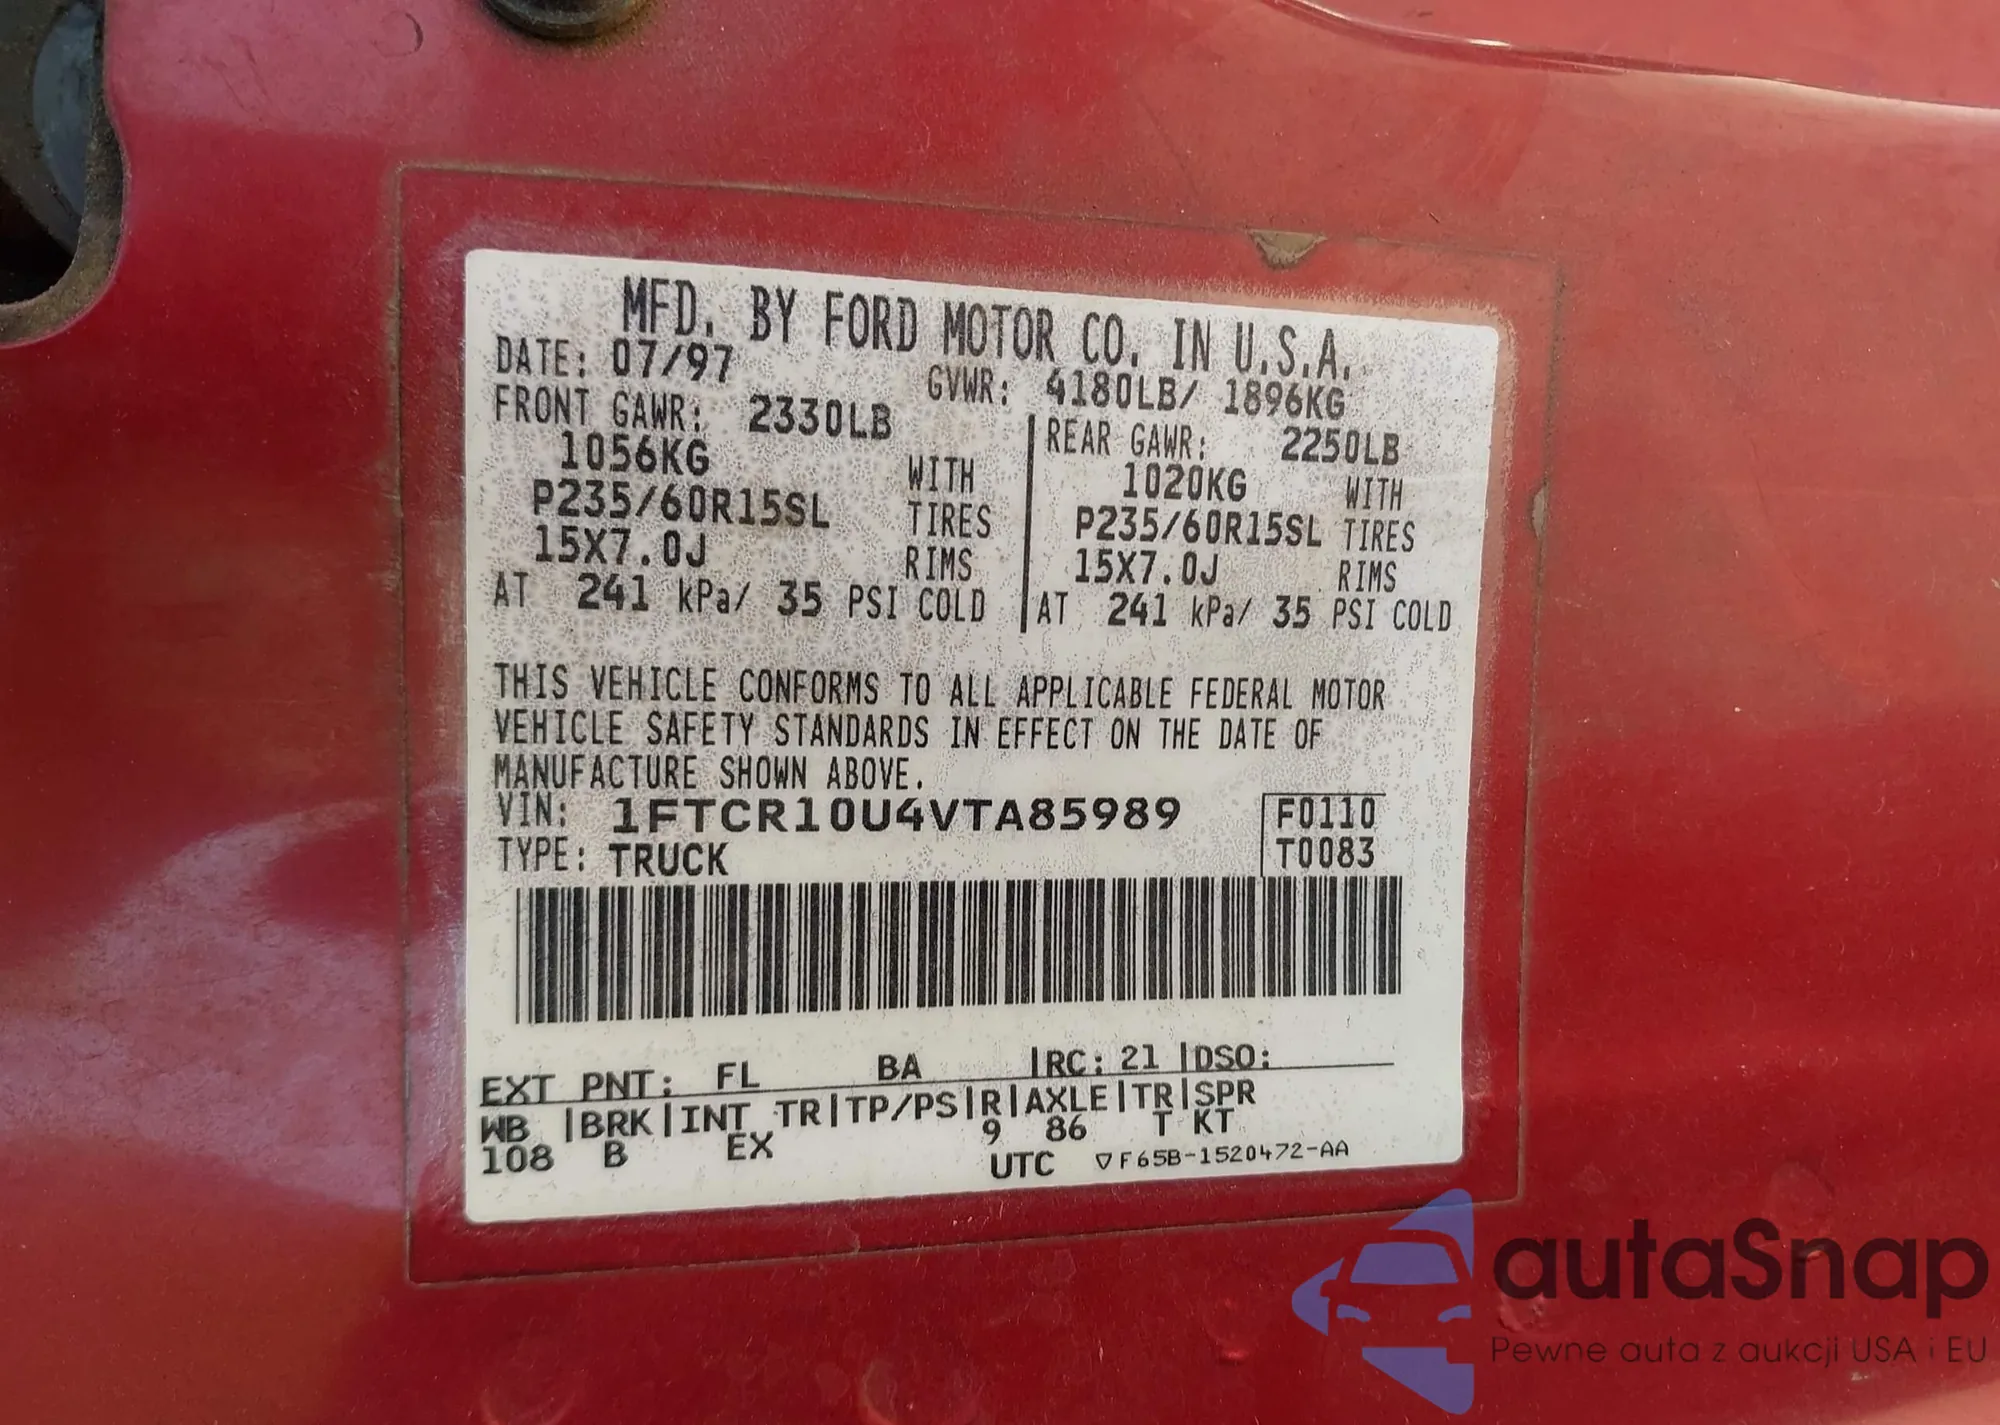 MFD. BY FORD MOTOR CO. IN U.S.A.
DATE: 07/97 GVWR: 4180LB/ 1896KG
FRONT GAWR: 2330LB REAR GAWR: 2250LB
1056KG WITH 1020KG WITH
P235/60R15SL TIRES P235/60R15SL TIRES
15X7.0J RIMS 15X7.0J RIMS
AT 241 kPa/ 35 PSI COLD AT 241 kPa/ 35 PSI COLD
THIS VEHICLE CONFORMS TO ALL APPLICABLE FEDERAL MOTOR
VEHICLE SAFETY STANDARDS IN EFFECT ON THE DATE OF
MANUFACTURE SHOWN ABOVE.
VIN: 1FTCR10U4VTA85989 F0110
TYPE: TRUCK T0083
EXT PNT: FL BA |RC: 21 |DSO:
WB |BRK|INT TR|TP/PS|R|AXLE|TR|SPR
108 B EX 9 86 T KT
UTC ▽F65B-1520472-AA
autaSnap
Pewne auta z aukcji USA i EU